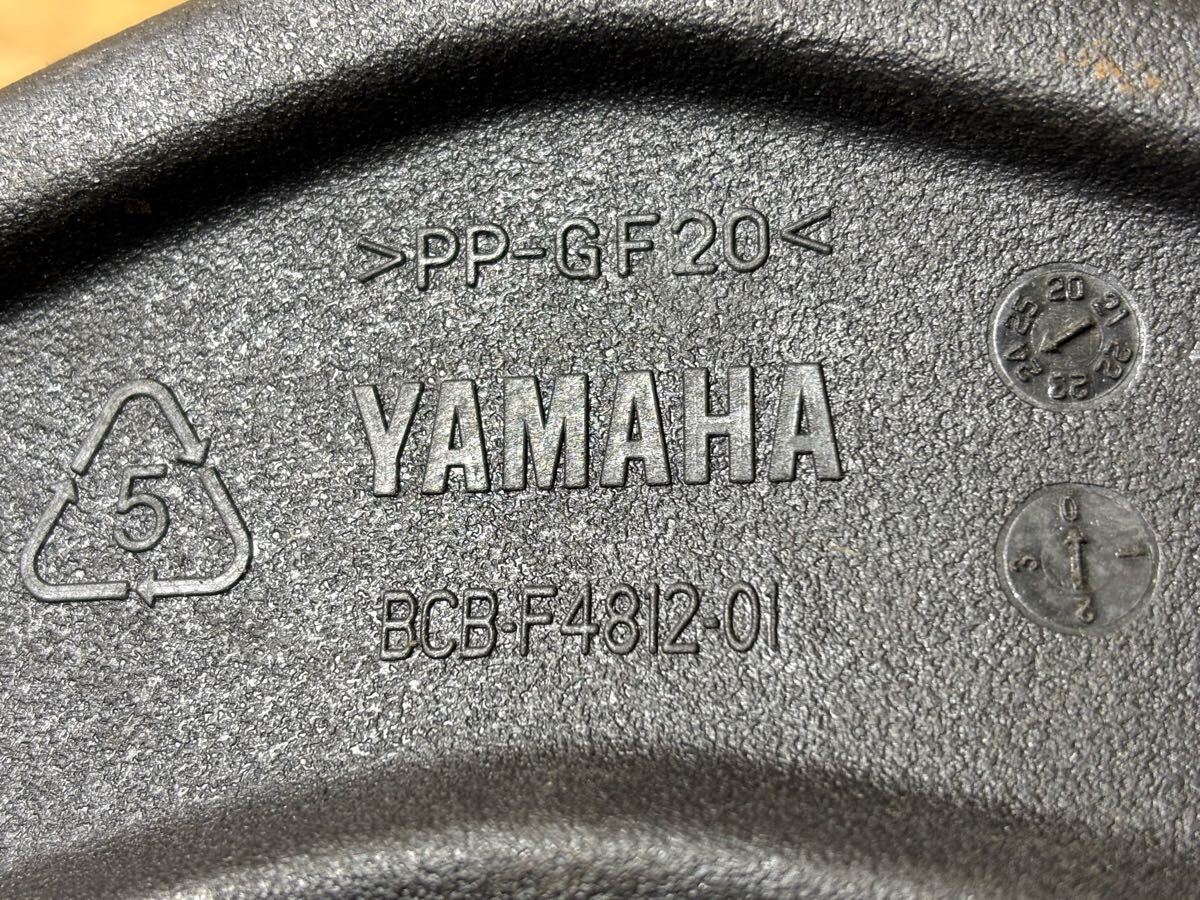 >PP-GF20<
YAMAHA
5
BCB-F4812-01
20 21 22 23 24 25
0 1 2 3